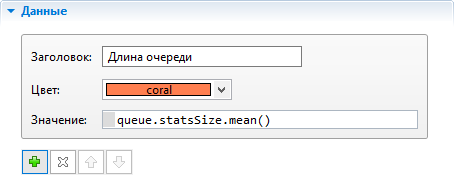 Данные
Заголовок: Длина очереди
Цвет: coral
Значение: queue.statsSize.mean()